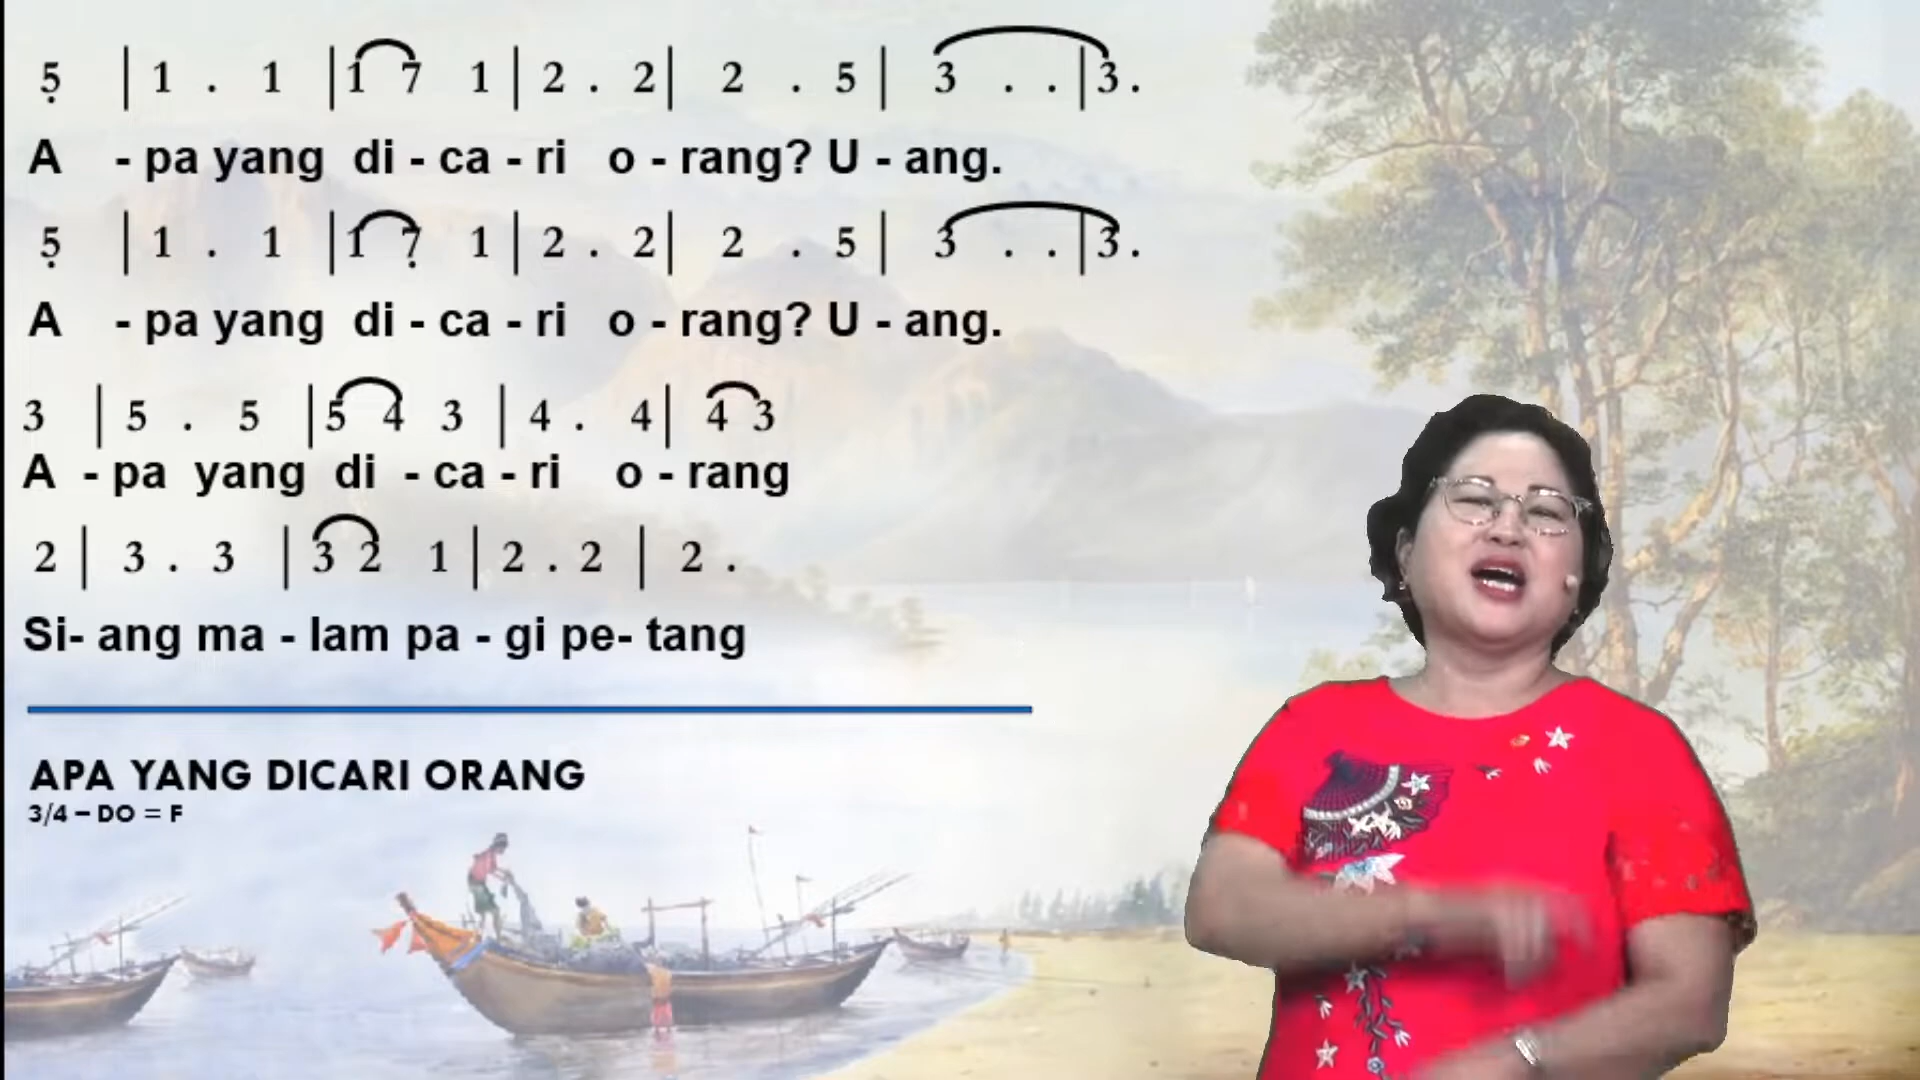 5̣ | 1 . 1 | 1 7 1 | 2 . 2 | 2 . 5 | 3 . . | 3 .
A - pa yang di - ca - ri o - rang? U - ang.
5̣ | 1 . 1 | 1 7̣ 1 | 2 . 2 | 2 . 5 | 3 . . | 3 .
A - pa yang di - ca - ri o - rang? U - ang.
3 | 5 . 5 | 5 4 3 | 4 . 4 | 4 3
A - pa yang di - ca - ri o - rang
2 | 3 . 3 | 3 2 1 | 2 . 2 | 2 .
Si- ang ma - lam pa - gi pe- tang
APA YANG DICARI ORANG
3/4 – DO = F